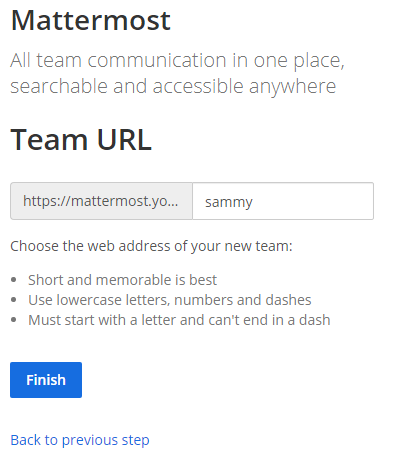 Mattermost
All team communication in one place,
searchable and accessible anywhere
Team URL
https://mattermost.yo... sammy
Choose the web address of your new team:
• Short and memorable is best
• Use lowercase letters, numbers and dashes
• Must start with a letter and can't end in a dash
Finish
Back to previous step